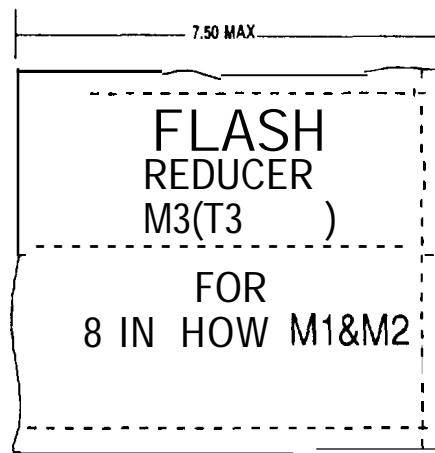 7.50 MAX
FLASH
REDUCER
M3(T3 )
FOR
8 IN HOW M1&M2